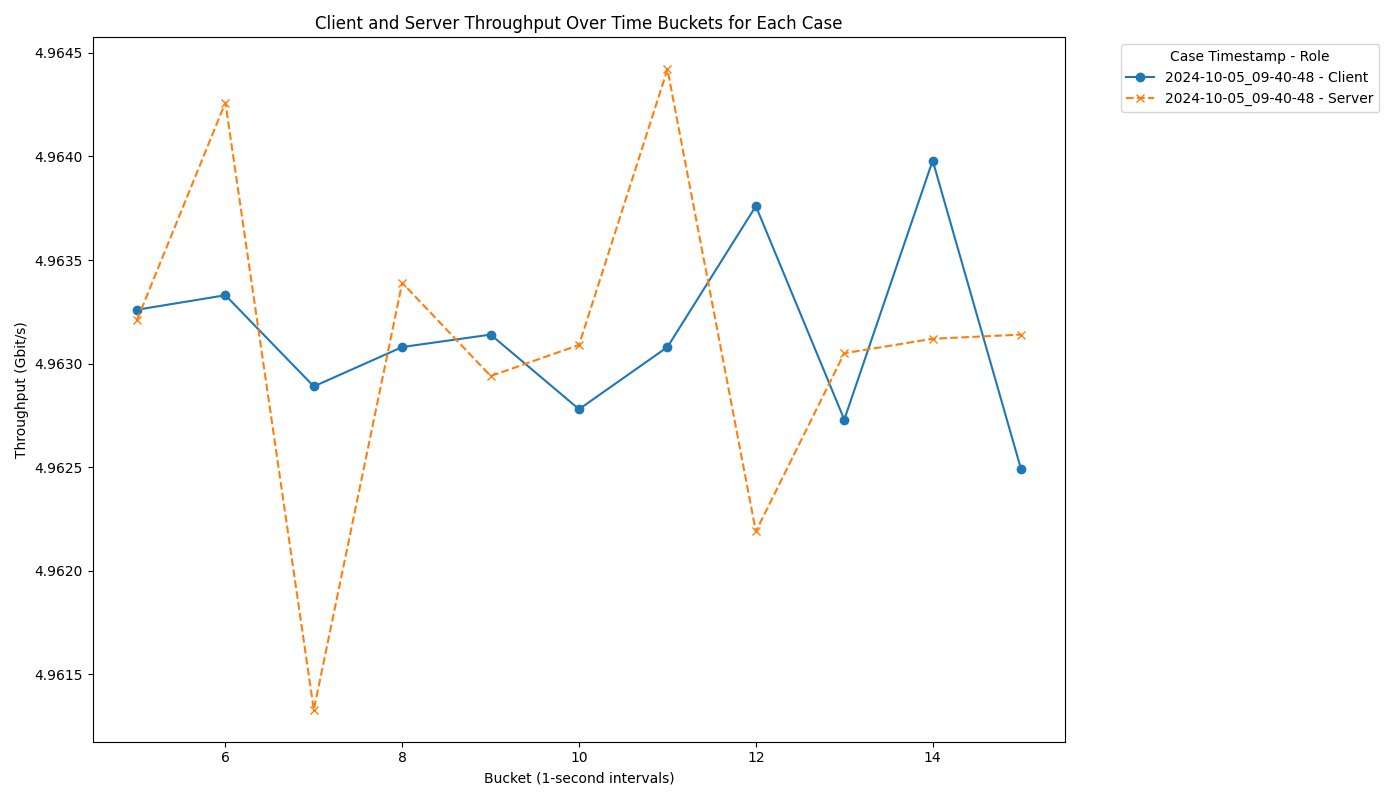 Client and Server Throughput Over Time Buckets for Each Case
Case Timestamp - Role
2024-10-05_09-40-48 - Client
2024-10-05_09-40-48 - Server
Throughput (Gbit/s)
4.9645
4.9640
4.9635
4.9630
4.9625
4.9620
4.9615
6 8 10 12 14
Bucket (1-second intervals)